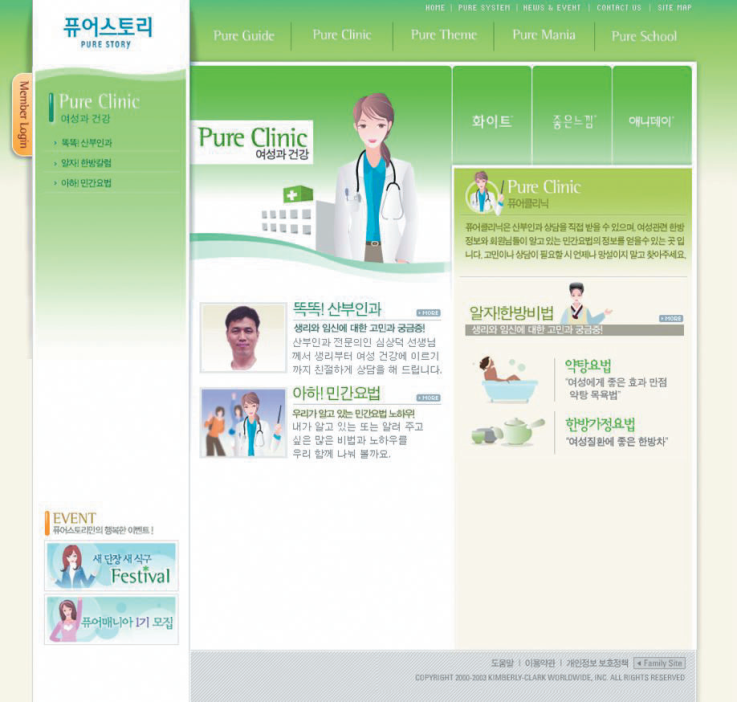 HOME | PURE SYSTEM | NEWS & EVENT | CONTACT US | SITE MAP
퓨어스토리
PURE STORY
Pure Guide
Pure Clinic
Pure Theme
Pure Mania
Pure School
Member Login
Pure Clinic
여성과 건강
똑똑! 산부인과
알자! 한방칼럼
아하! 민간요법
Pure Clinic
여성과 건강
화이트
좋은느낌
애니데이
Pure Clinic
퓨어클리닉
퓨어클리닉은 산부인과 상담을 직접 받을 수 있으며, 여성관련 한방
정보와 회원님들이 알고 있는 민간요법의 정보를 얻을수 있는 곳 입
니다. 고민이나 상담이 필요할 시 언제나 망설이지 말고 찾아주세요.
똑똑! 산부인과
MORE
생리와 임신에 대한 고민과 궁금증!
산부인과 전문의인 심상덕 선생님
께서 생리부터 여성 건강에 이르기
까지 친절하게 상담을 해 드립니다.
아하! 민간요법
MORE
우리가 알고 있는 민간요법 노하우!
내가 알고 있는 또는 알려 주고
싶은 많은 비법과 노하우를
우리 함께 나눠 볼까요.
알자!한방비법
MORE
생리와 임신에 대한 고민과 궁금증!
약탕요법
"여성에게 좋은 효과 만점
약탕 목욕법"
한방가정요법
"여성질환에 좋은 한방차"
EVENT
퓨어스토리만의 행복한 이벤트!
새 단장 새 식구
Festival
퓨어매니아 1기 모집
도움말 | 이용약관 | 개인정보 보호정책
Family Site
COPYRIGHT 2000-2003 KIMBERLY-CLARK WORLDWIDE, INC. ALL RIGHTS RESERVED